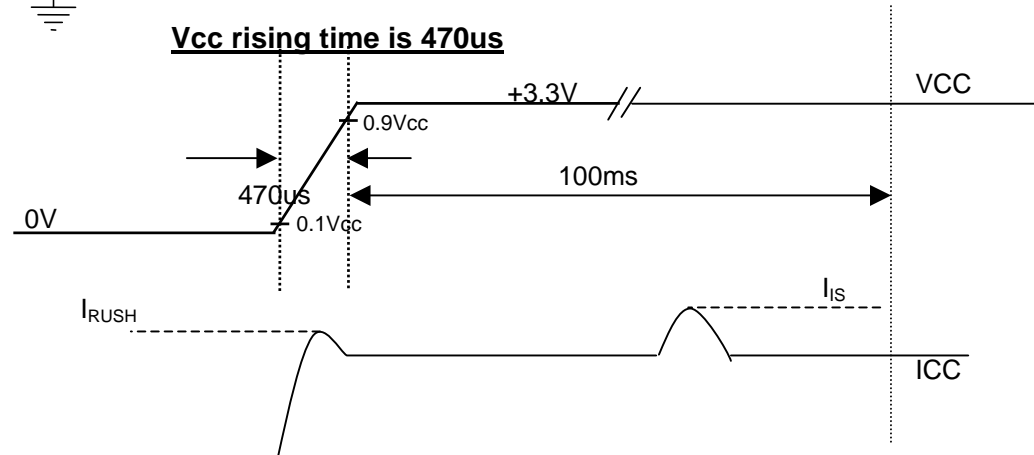 Vcc rising time is 470us
VCC
+3.3V
0.9Vcc
100ms
470us
0V
0.1Vcc
IIS
IRUSH
ICC